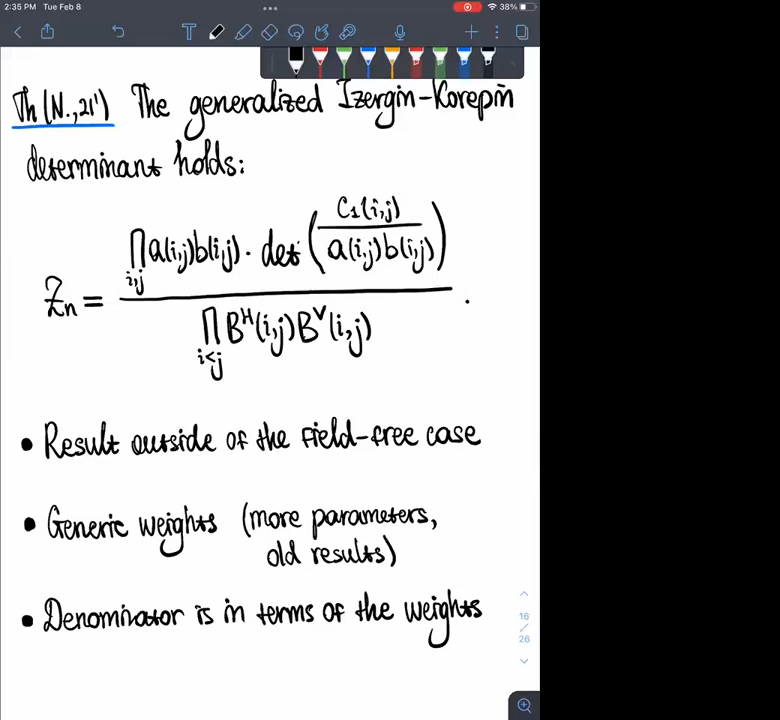 2:35 PM Tue Feb 8
38%
Th (N., 21') The generalized Izergin-Korepin
determinant holds:
Zₙ = ∏_{i,j} a(i,j)b(i,j) · det ( c₁(i,j) / a(i,j)b(i,j) ) / ∏_{i<j} B^H(i,j)B^V(i,j) .
• Result outside of the field-free case
• Generic weights (more parameters,
old results)
• Denominator is in terms of the weights
16
/
26